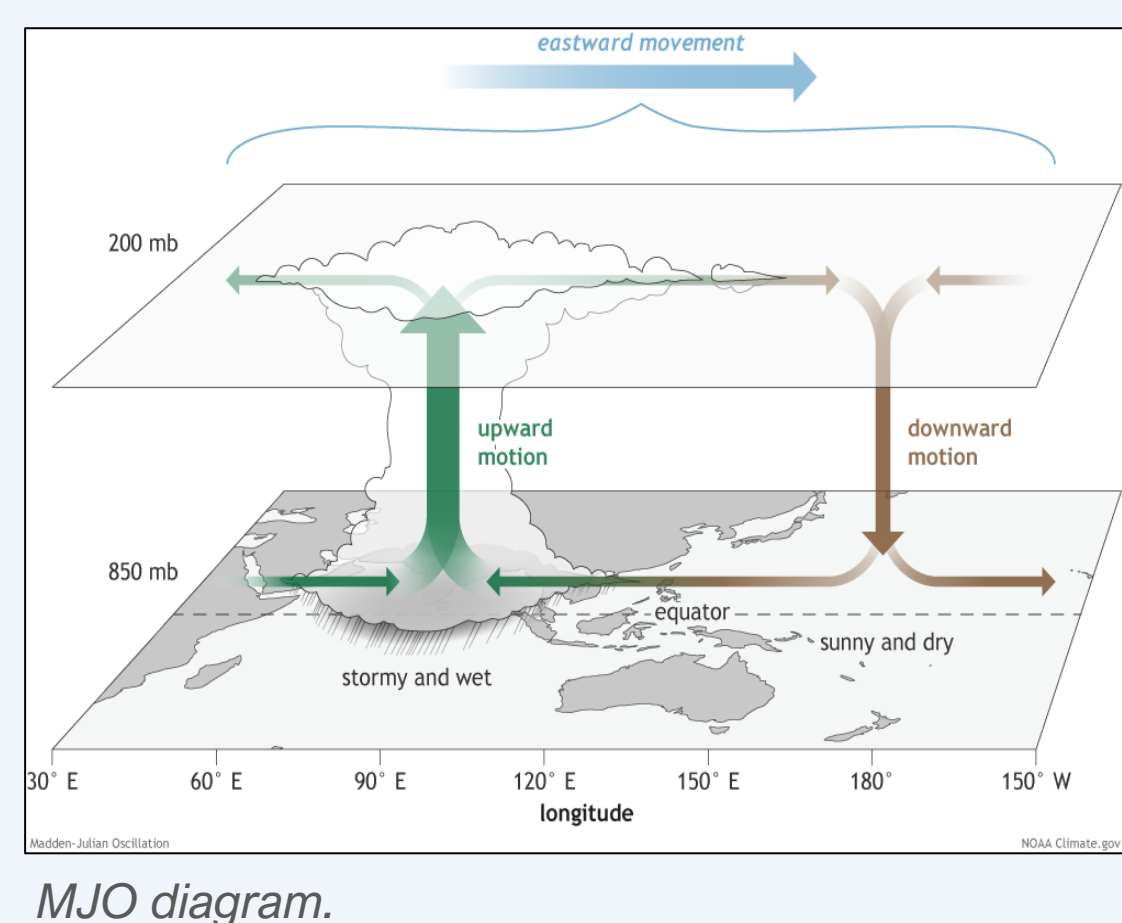 eastward movement
200 mb
upward
motion
downward
motion
850 mb
equator
sunny and dry
stormy and wet
30° E 60° E 90° E 120° E 150° E 180° 150° W
longitude
Madden-Julian Oscillation NOAA Climate.gov
MJO diagram.